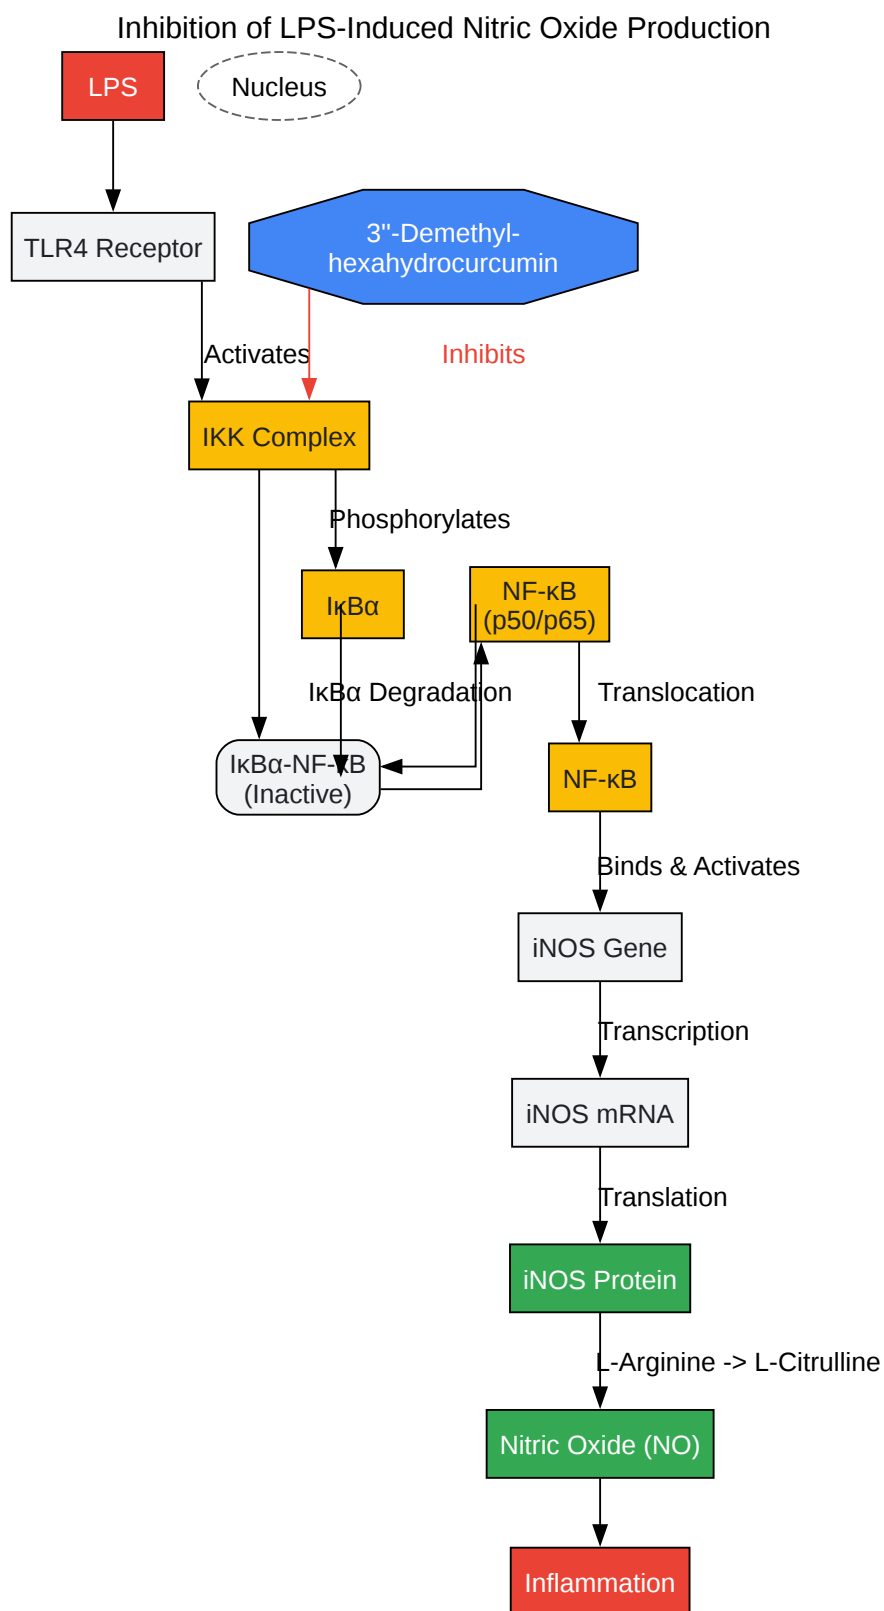 Inhibition of LPS-Induced Nitric Oxide Production
LPS
Nucleus
TLR4 Receptor
3"-Demethyl-
hexahydrocurcumin
Activates
Inhibits
IKK Complex
Phosphorylates
IκBα
NF-κB
(p50/p65)
IκBα Degradation
Translocation
IκBα-NF-κB
(Inactive)
NF-κB
Binds & Activates
iNOS Gene
Transcription
iNOS mRNA
Translation
iNOS Protein
L-Arginine -> L-Citrulline
Nitric Oxide (NO)
Inflammation